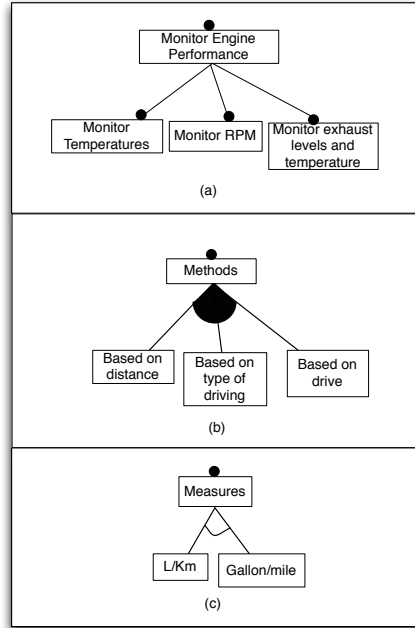 Monitor Engine
Performance
Monitor
Temperatures
Monitor RPM
Monitor exhaust
levels and
temperature
(a)
Methods
Based on
distance
Based on
type of
driving
Based on
drive
(b)
Measures
L/Km
Gallon/mile
(c)